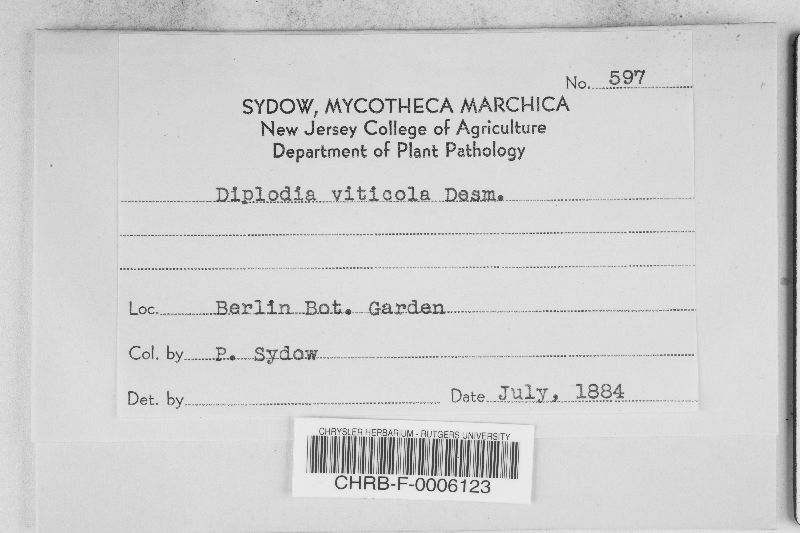 No. 597
SYDOW, MYCOTHECA MARCHICA
New Jersey College of Agriculture
Department of Plant Pathology
Diplodia viticola Desm.
Loc. Berlin Bot. Garden
Col. by P. Sydow
Det. by Date July, 1884
CHRYSLER HERBARIUM - RUTGERS UNIVERSITY
CHRB-F-0006123